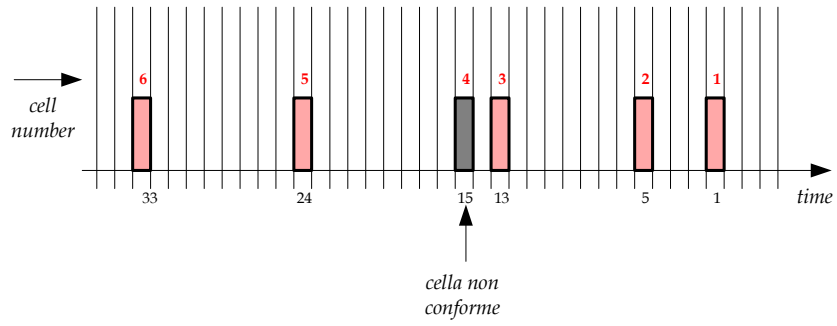 6 5 4 3 2 1
cell
number
33 24 15 13 5 1
time
cella non
conforme